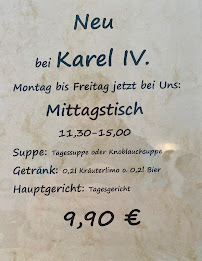 Neu
bei Karel IV.
Montag bis Freitag jetzt bei Uns:
Mittagstisch
11,30-15,00
Suppe: Tagessuppe oder Knoblauchsuppe
Getränk: 0,2l Kräuterlimo o. 0,2l Bier
Hauptgericht: Tagesgericht
9,90 €